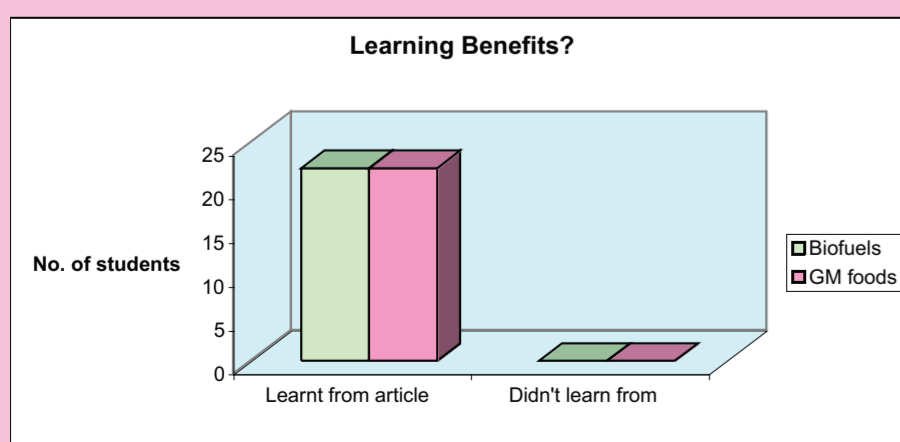 Learning Benefits?
25
20
15
10
5
0
No. of students
Learnt from article
Didn't learn from
Biofuels
GM foods